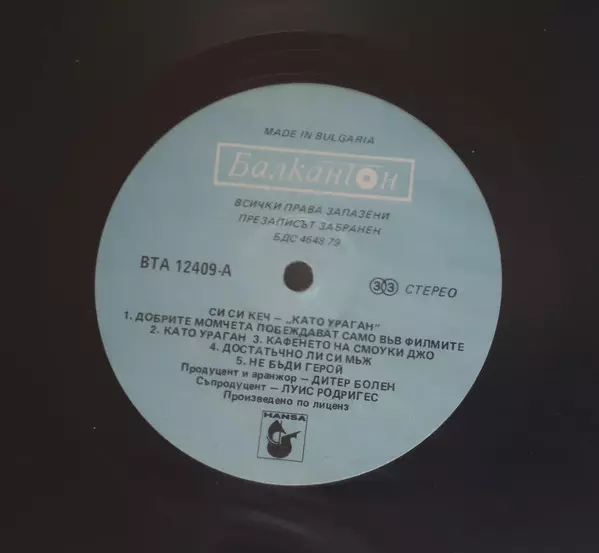 MADE IN BULGARIA
Балкантон
ВСИЧКИ ПРАВА ЗАПАЗЕНИ
ПРЕЗАПИСЪТ ЗАБРАНЕН
БДС 4648 79
ВТА 12409-А
33 СТЕРЕО
СИ СИ КЕЧ – „КАТО УРАГАН“
1. ДОБРИТЕ МОМЧЕТА ПОБЕЖДАВАТ САМО ВЪВ ФИЛМИТЕ
2. КАТО УРАГАН 3. КАФЕНЕТО НА СМОУКИ ДЖО
4. ДОСТАТЪЧНО ЛИ СИ МЪЖ
5. НЕ БЪДИ ГЕРОЙ
Продуцент и аранжор – ДИТЕР БОЛЕН
Съпродуцент – ЛУИС РОДРИГЕС
Произведено по лиценз
HANSA